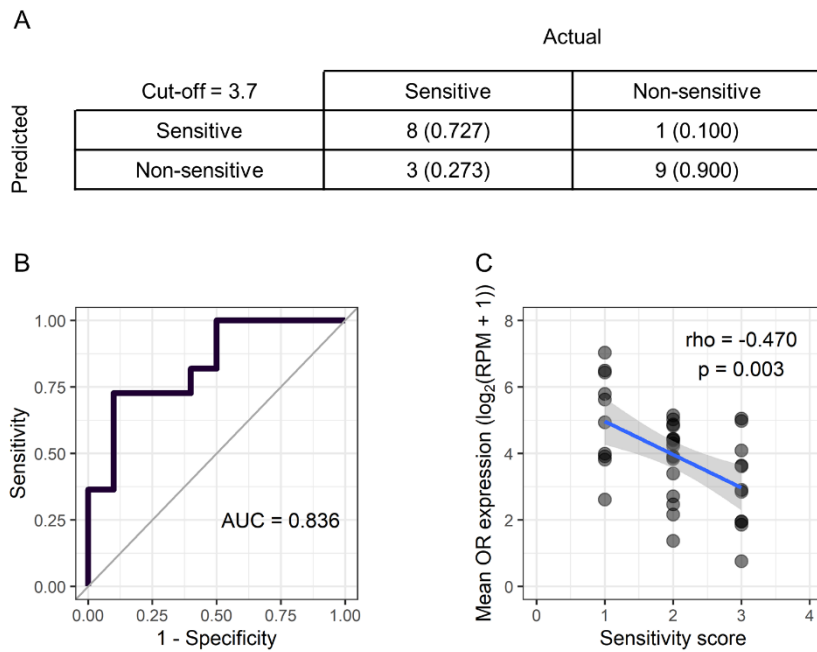 A
Actual
Predicted
Cut-off = 3.7 Sensitive Non-sensitive
Sensitive 8 (0.727) 1 (0.100)
Non-sensitive 3 (0.273) 9 (0.900)
B
Sensitivity
1.00
0.75
0.50
0.25
0.00
AUC = 0.836
0.00 0.25 0.50 0.75 1.00
1 - Specificity
C
Mean OR expression (log₂(RPM + 1))
8
6
4
2
0
rho = -0.470
p = 0.003
0 1 2 3 4
Sensitivity score